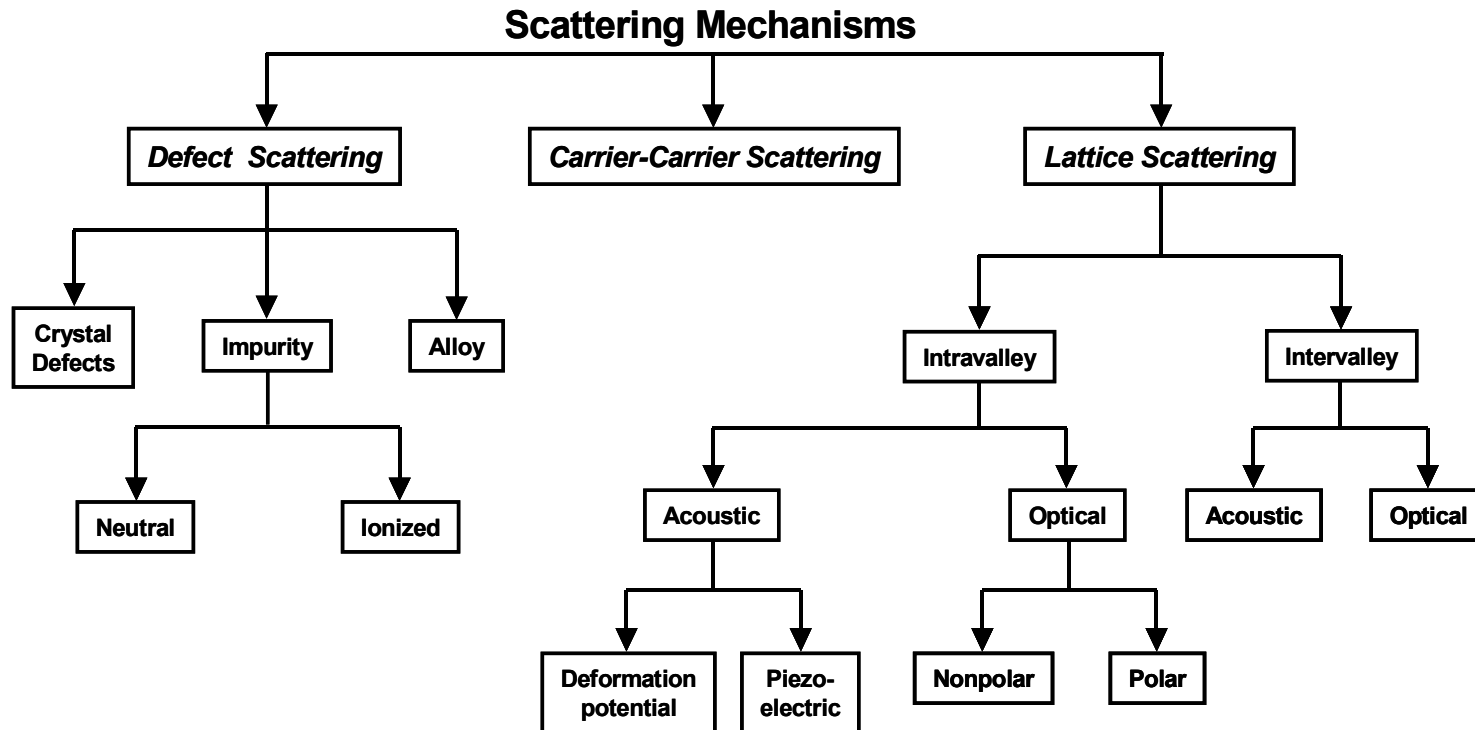 Scattering Mechanisms
Defect Scattering
Carrier-Carrier Scattering
Lattice Scattering
Crystal
Defects
Impurity
Alloy
Intravalley
Intervalley
Neutral
Ionized
Acoustic
Optical
Acoustic
Optical
Deformation
potential
Piezo-
electric
Nonpolar
Polar